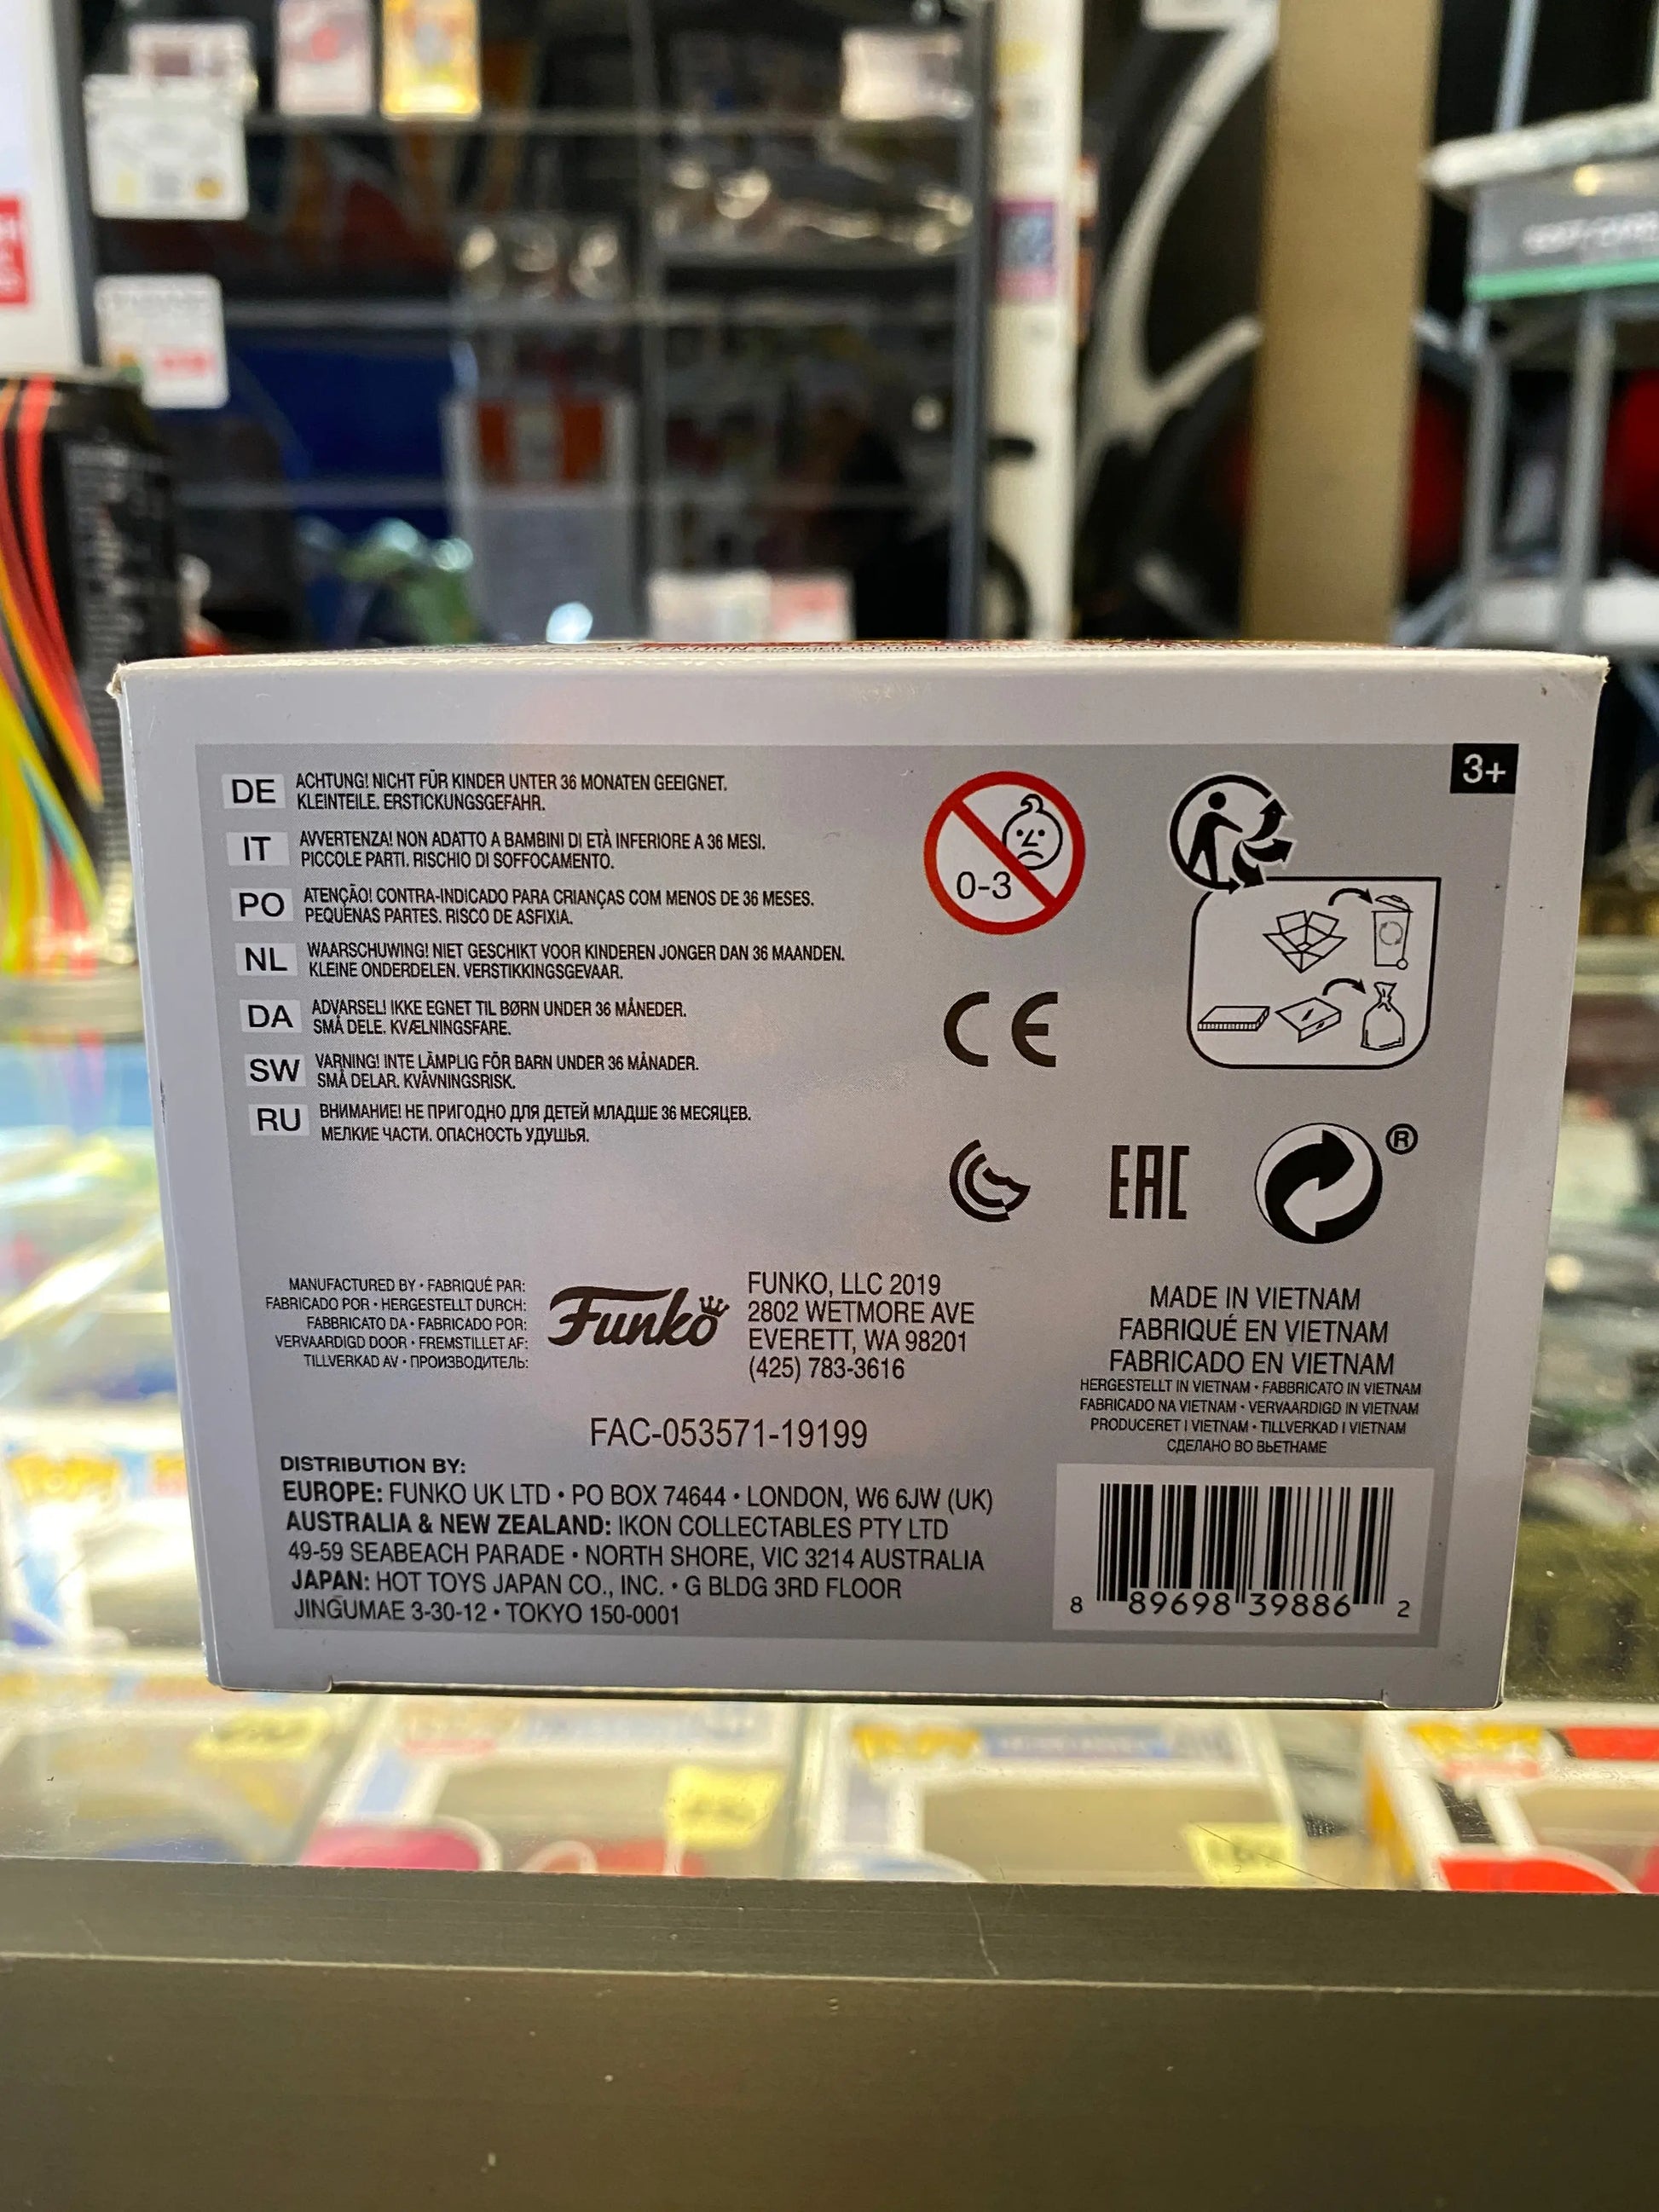 3+
DE ACHTUNG! NICHT FÜR KINDER UNTER 36 MONATEN GEEIGNET.
KLEINTEILE. ERSTICKUNGSGEFAHR.
IT AVVERTENZA! NON ADATTO A BAMBINI DI ETÀ INFERIORE A 36 MESI.
PICCOLE PARTI. RISCHIO DI SOFFOCAMENTO.
PO ATENÇÃO! CONTRA-INDICADO PARA CRIANÇAS COM MENOS DE 36 MESES.
PEQUENAS PARTES. RISCO DE ASFIXIA.
NL WAARSCHUWING! NIET GESCHIKT VOOR KINDEREN JONGER DAN 36 MAANDEN.
KLEINE ONDERDELEN. VERSTIKKINGSGEVAAR.
DA ADVARSEL! IKKE EGNET TIL BØRN UNDER 36 MÅNEDER.
SMÅ DELE. KVÆLNINGSFARE.
SW VARNING! INTE LÄMPLIG FÖR BARN UNDER 36 MÅNADER.
SMÅ DELAR. KVÄVNINGSRISK.
RU ВНИМАНИЕ! НЕ ПРИГОДНО ДЛЯ ДЕТЕЙ МЛАДШЕ 36 МЕСЯЦЕВ.
МЕЛКИЕ ЧАСТИ. ОПАСНОСТЬ УДУШЬЯ.
0-3
CE
EAC
®
MANUFACTURED BY • FABRIQUÉ PAR:
FABRICADO POR • HERGESTELLT DURCH:
FABBRICATO DA • FABRICADO POR:
VERVAARDIGD DOOR • FREMSTILLET AF:
TILLVERKAD AV • ПРОИЗВОДИТЕЛЬ:
Funko
FUNKO, LLC 2019
2802 WETMORE AVE
EVERETT, WA 98201
(425) 783-3616
MADE IN VIETNAM
FABRIQUÉ EN VIETNAM
FABRICADO EN VIETNAM
HERGESTELLT IN VIETNAM • FABBRICATO IN VIETNAM
FABRICADO NA VIETNAM • VERVAARDIGD IN VIETNAM
PRODUCERET I VIETNAM • TILLVERKAD I VIETNAM
СДЕЛАНО ВО ВЬЕТНАМЕ
FAC-053571-19199
DISTRIBUTION BY:
EUROPE: FUNKO UK LTD • PO BOX 74644 • LONDON, W6 6JW (UK)
AUSTRALIA & NEW ZEALAND: IKON COLLECTABLES PTY LTD
49-59 SEABEACH PARADE • NORTH SHORE, VIC 3214 AUSTRALIA
JAPAN: HOT TOYS JAPAN CO., INC. • G BLDG 3RD FLOOR
JINGUMAE 3-30-12 • TOKYO 150-0001
8 89698 39886 2